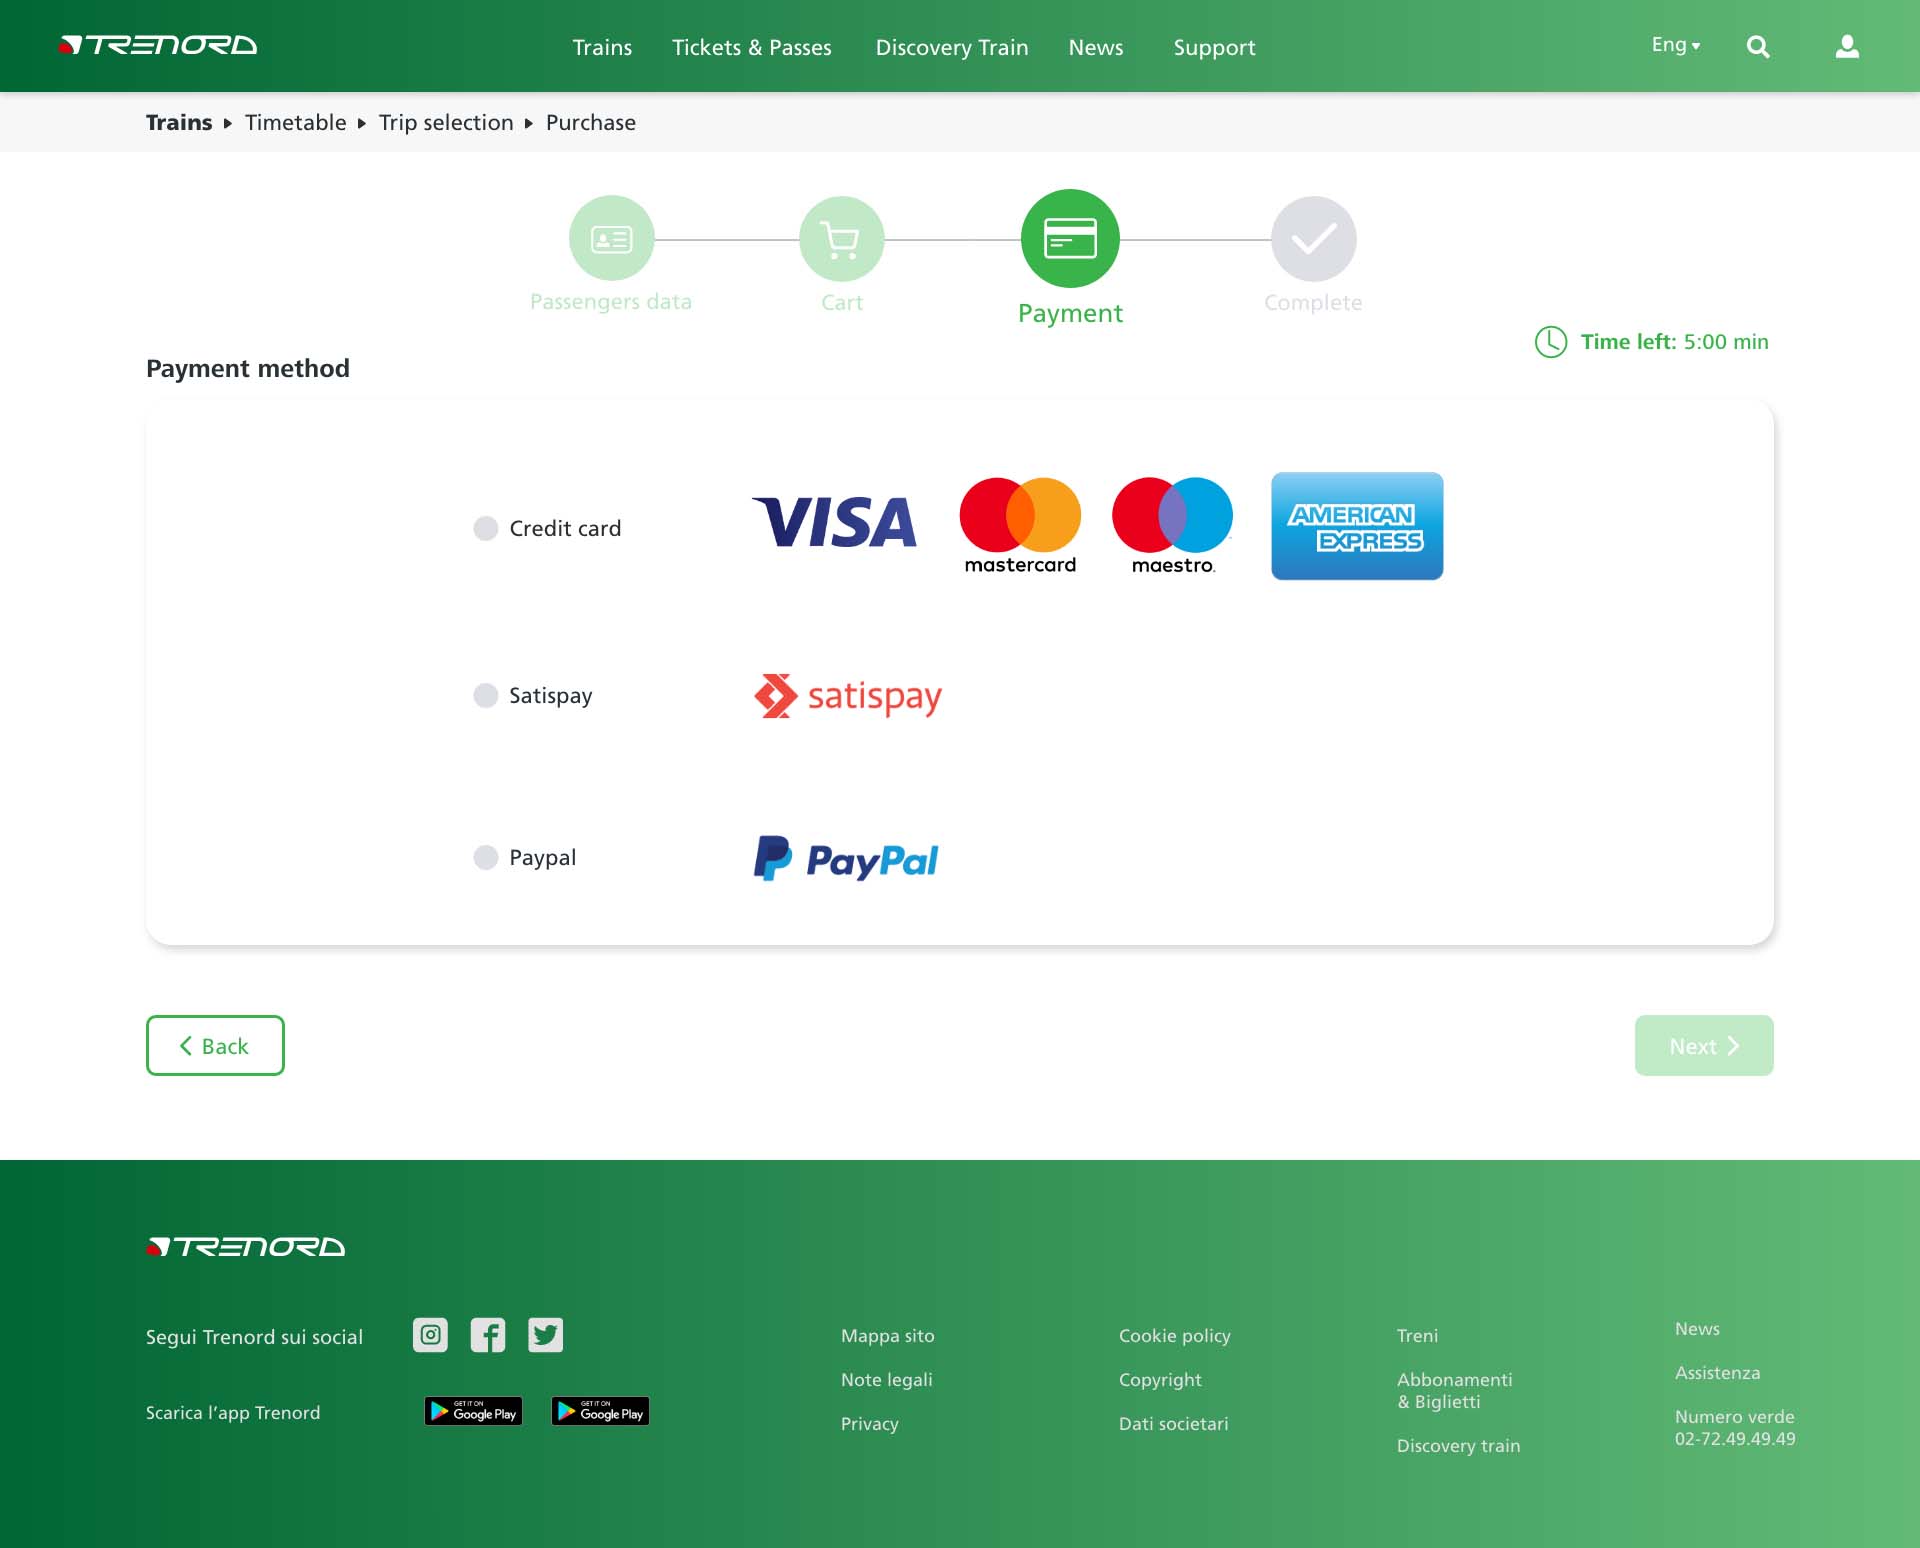 TRENORD
Trains Tickets & Passes Discovery Train News Support Eng
Trains Timetable Trip selection Purchase
Passengers data Cart Payment Complete
Time left: 5:00 min
Payment method
Credit card VISA mastercard maestro. AMERICAN EXPRESS
Satispay satispay
Paypal PayPal
Back Next
TRENORD
Segui Trenord sui social
Scarica l’app Trenord GET IT ON Google Play GET IT ON Google Play
Mappa sito
Note legali
Privacy
Cookie policy
Copyright
Dati societari
Treni
Abbonamenti
& Biglietti
Discovery train
News
Assistenza
Numero verde
02-72.49.49.49